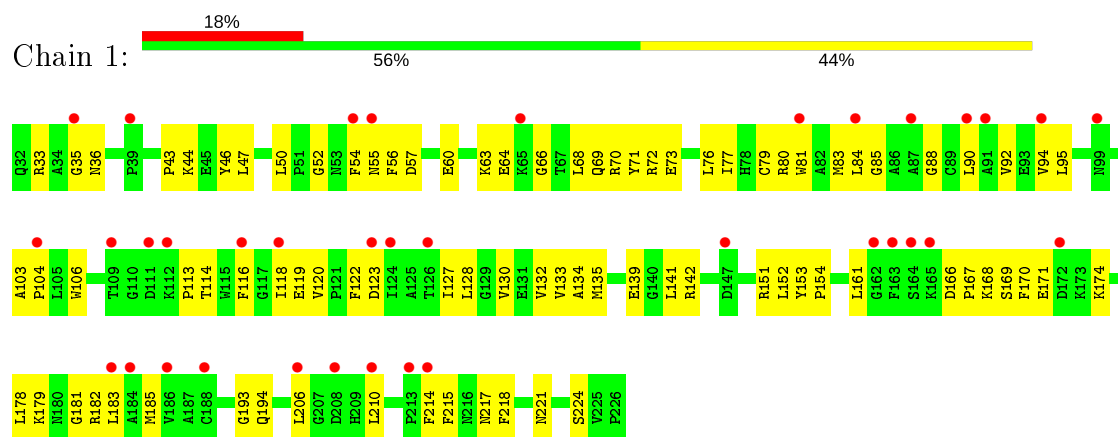 18%
Chain 1:
56% 44%
Q32 R33 A34 G35 N36 P39 P43 K44 E45 Y46 L47 L50 P51 G52 N53 F54 N55 F56 D57 E60 K63 E64 K65 G66 T67 L68 Q69 R70 Y71 R72 E73 L76 I77 H78 C79 R80 W81 A82 M83 L84 G85 A86 A87 G88 C89 L90 A91 V92 E93 V94 L95 N99
A103 P104 L105 W106 T109 G110 D111 K112 P113 T114 W115 F116 G117 I118 E119 V120 P121 F122 D123 I124 A125 T126 I127 L128 G129 V130 E131 V132 V133 A134 M135 E139 G140 L141 R142 D147 R151 L152 Y153 P154 L161 G162 F163 S164 K165 D166 P167 K168 S169 F170 E171 D172 K173 K174
L178 K179 N180 G181 R182 L183 A184 M185 V186 A187 C188 G193 Q194 L206 G207 D208 H209 L210 P213 F214 F215 N216 N217 F218 N221 S224 V225 P226